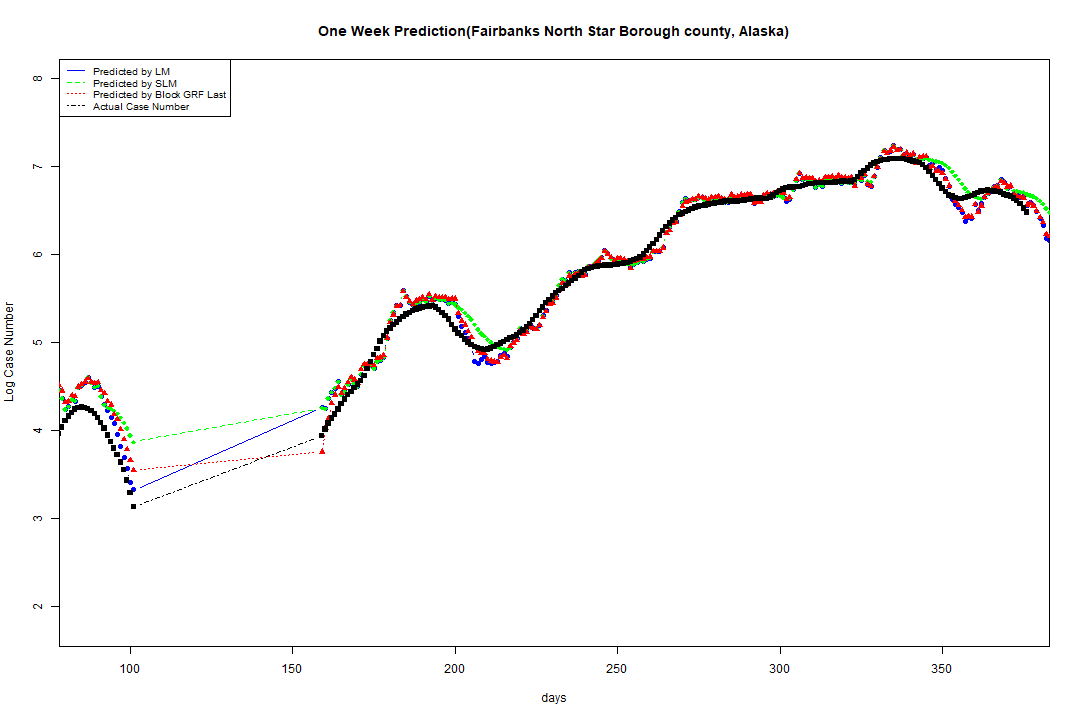 One Week Prediction(Fairbanks North Star Borough county, Alaska)
Predicted by LM
Predicted by SLM
Predicted by Block GRF Last
Actual Case Number
8
7
6
5
4
3
2
Log Case Number
100 150 200 250 300 350
days